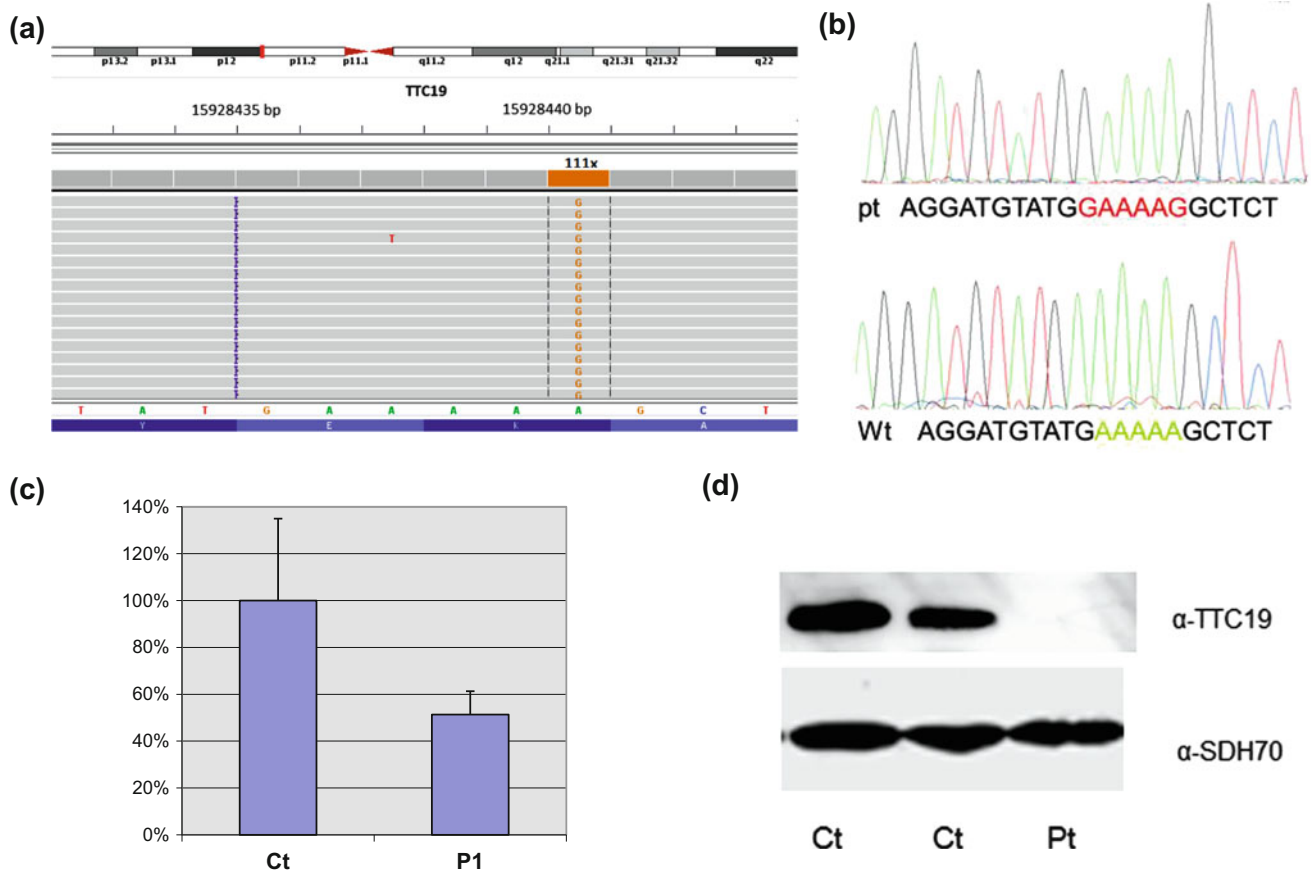 (a)
p13.2 p13.1 p12 p11.2 p11.1 q11.2 q12 q21.1 q21.31 q21.32 q22
TTC19
15928435 bp 15928440 bp
111x
G
G
G
T G
G
G
G
G
G
G
G
G
G
G
G
G
G
T A T G A A A A A G C T
Y E K A
(b)
pt AGGATGTATGGAAAAGGCTCT
Wt AGGATGTATGAAAAAGCTCT
(c)
140%
120%
100%
80%
60%
40%
20%
0%
Ct P1
(d)
α-TTC19
α-SDH70
Ct Ct Pt